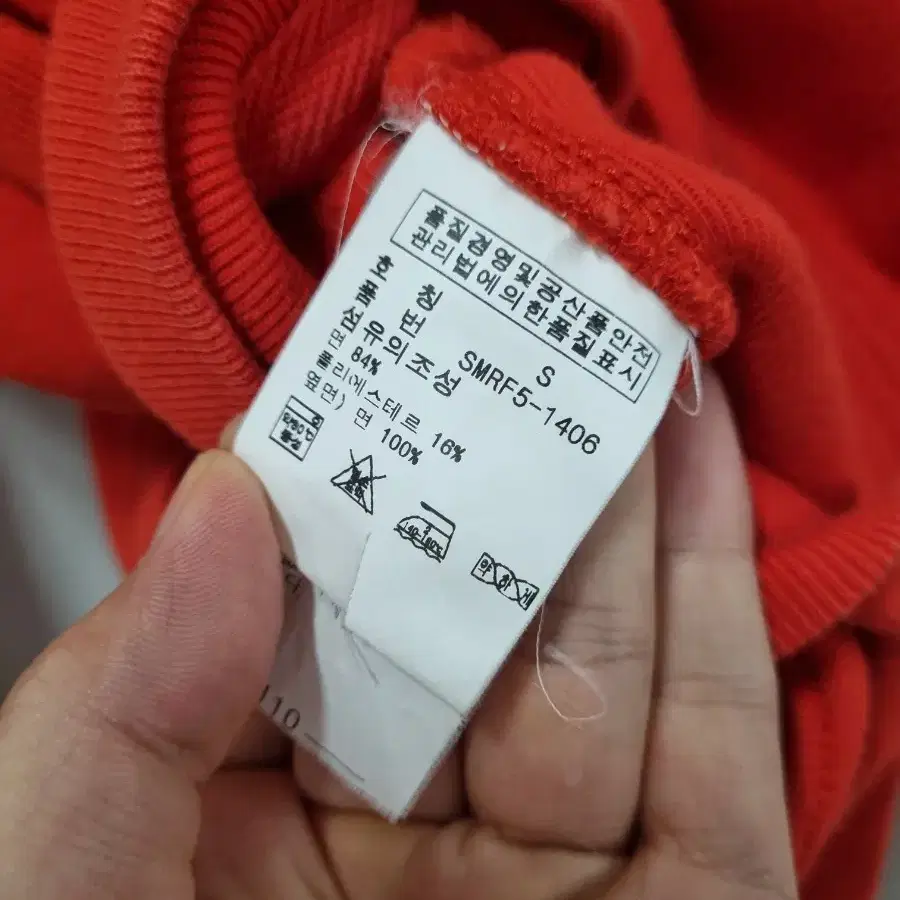 품질경영및공산품안전
관리법에의한품질표시
호 칭 S
품 번 SMRF5-1406
섬유의조성
면 84%
폴리에스테르 16%
옆면) 면 100%
약하게
110